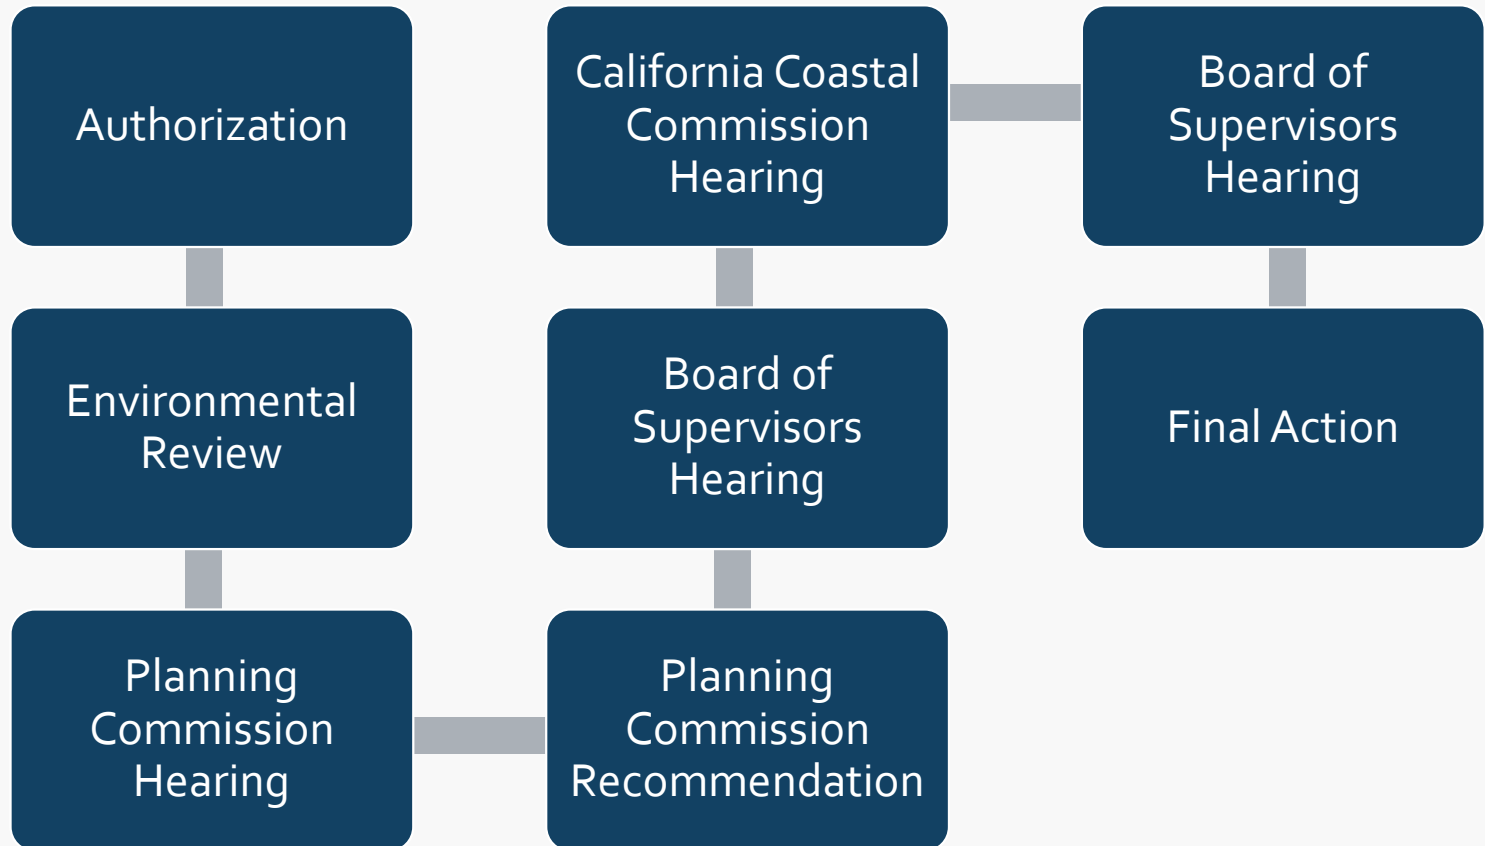 Authorization
Environmental
Review
Planning
Commission
Hearing
Planning
Commission
Recommendation
Board of
Supervisors
Hearing
California Coastal
Commission
Hearing
Board of
Supervisors
Hearing
Final Action